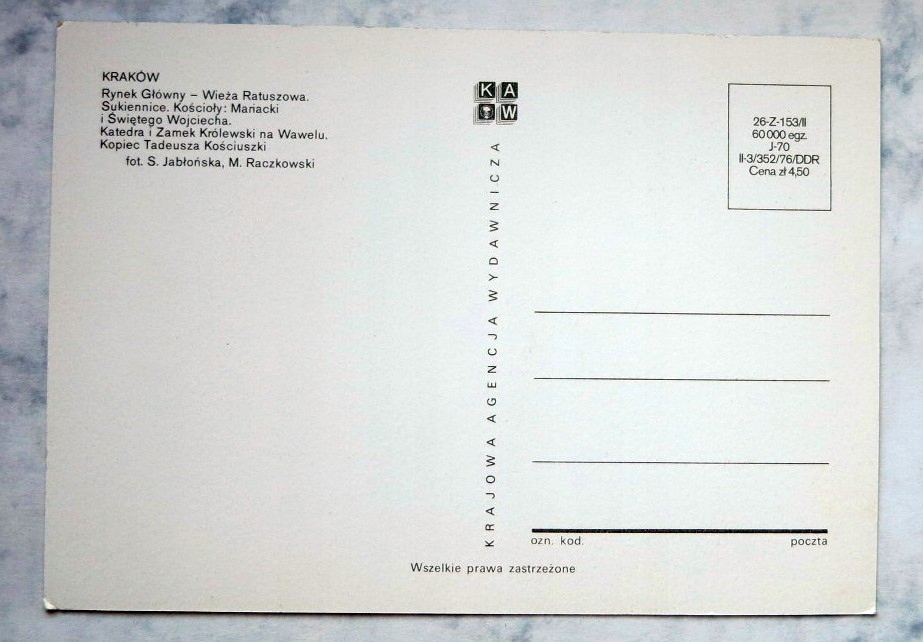 KRAKÓW
Rynek Główny – Wieża Ratuszowa.
Sukiennice. Kościoły: Mariacki
i Świętego Wojciecha.
Katedra i Zamek Królewski na Wawelu.
Kopiec Tadeusza Kościuszki
fot. S. Jabłońska, M. Raczkowski
K A
W
KRAJOWA AGENCJA WYDAWNICZA
26-Z-153/II
60 000 egz.
J-70
II-3/352/76/DDR
Cena zł 4,50
ozn. kod.
poczta
Wszelkie prawa zastrzeżone